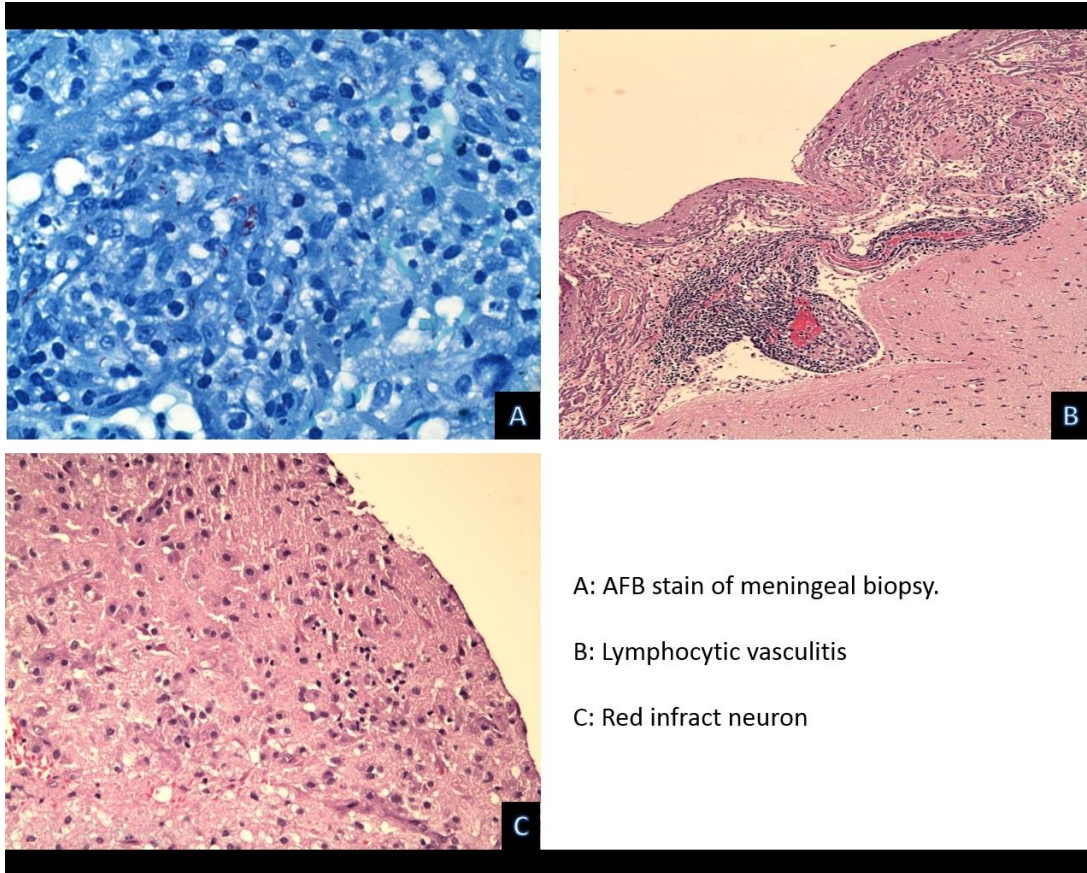 A
B
C
A: AFB stain of meningeal biopsy.
B: Lymphocytic vasculitis
C: Red infract neuron